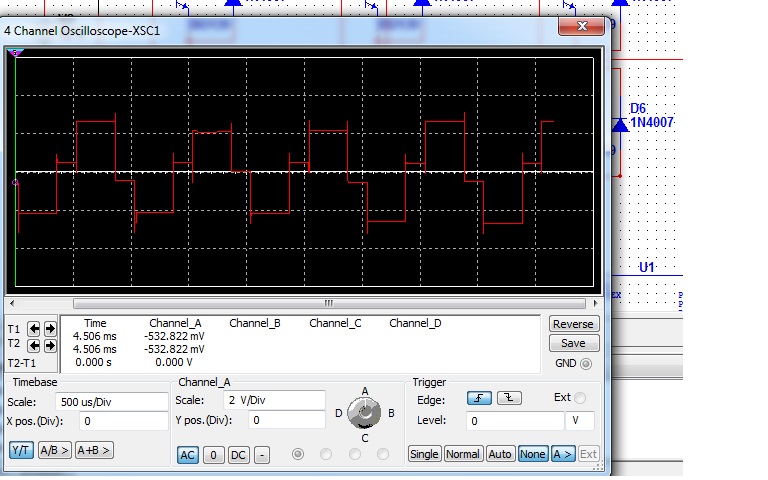 4 Channel Oscilloscope-XSC1
D6
1N4007
U1
Time Channel_A Channel_B Channel_C Channel_D
T1 4.506 ms -532.822 mV
T2 4.506 ms -532.822 mV
T2-T1 0.000 s 0.000 V
Reverse
Save
GND
Timebase
Scale: 500 us/Div
X pos.(Div): 0
Y/T A/B > A+B >
Channel_A
Scale: 2 V/Div
Y pos.(Div): 0
AC 0 DC -
A
D B
C
Trigger
Edge: Ext
Level: 0 V
Single Normal Auto None A > Ext